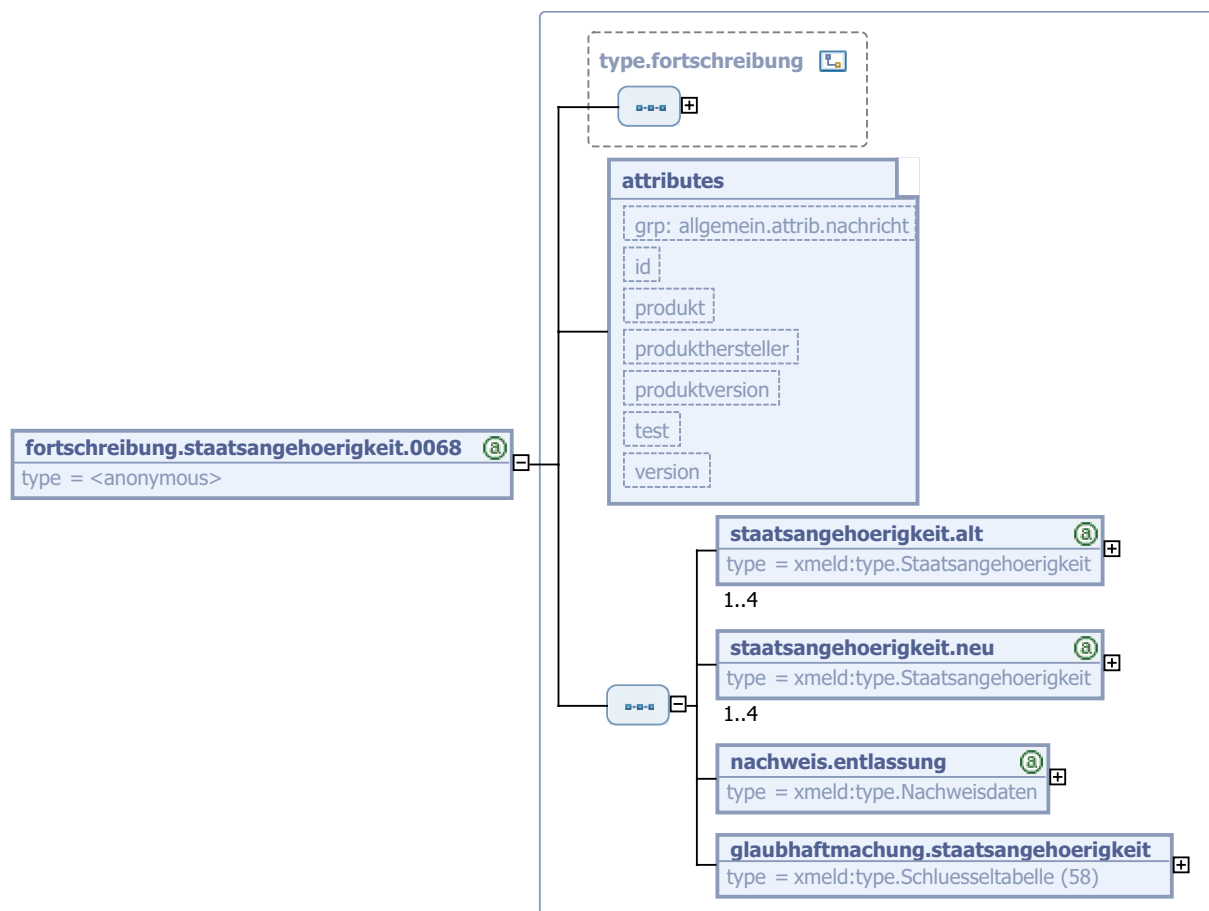 type.fortschreibung
attributes
grp: allgemein.attrib.nachricht
id
produkt
produkthersteller
produktversion
test
version
fortschreibung.staatsangehoerigkeit.0068 a
type = <anonymous>
staatsangehoerigkeit.alt a
type = xmeld:type.Staatsangehoerigkeit
1..4
staatsangehoerigkeit.neu a
type = xmeld:type.Staatsangehoerigkeit
1..4
nachweis.entlassung a
type = xmeld:type.Nachweisdaten
glaubhaftmachung.staatsangehoerigkeit
type = xmeld:type.Schluesseltabelle (58)